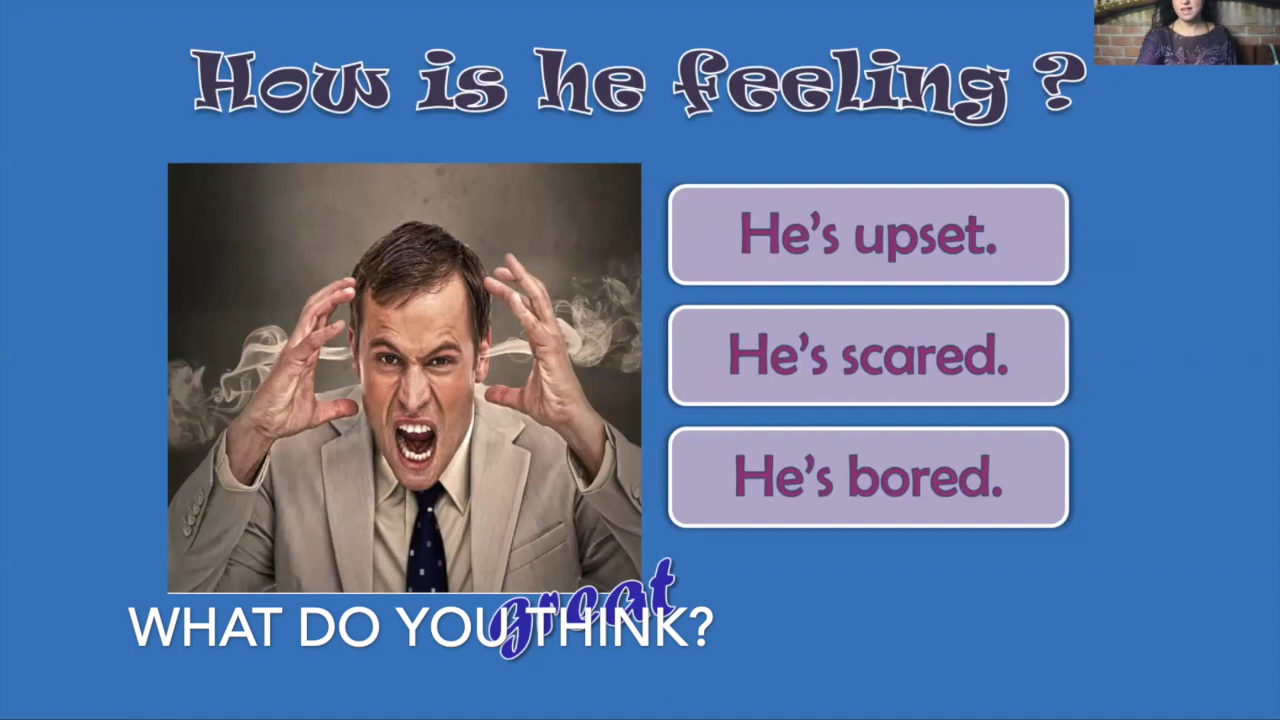 How is he feeling ?
He's upset.
He's scared.
He's bored.
great
WHAT DO YOU THINK?